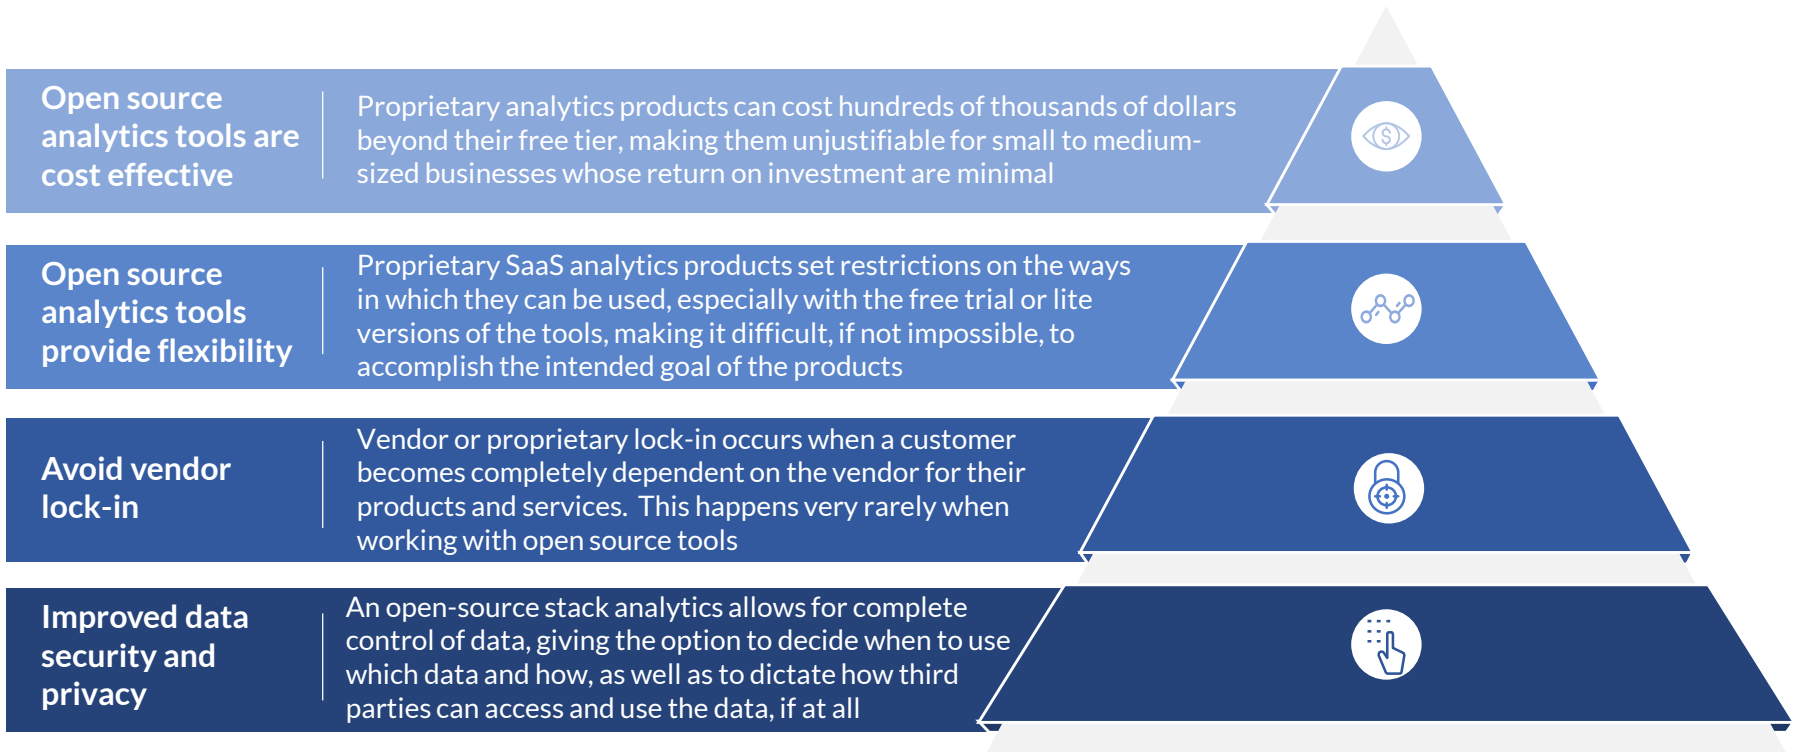 Open source
analytics tools are
cost effective
Proprietary analytics products can cost hundreds of thousands of dollars
beyond their free tier, making them unjustifiable for small to medium-
sized businesses whose return on investment are minimal
$
Open source
analytics tools
provide flexibility
Proprietary SaaS analytics products set restrictions on the ways
in which they can be used, especially with the free trial or lite
versions of the tools, making it difficult, if not impossible, to
accomplish the intended goal of the products
Avoid vendor
lock-in
Vendor or proprietary lock-in occurs when a customer
becomes completely dependent on the vendor for their
products and services.  This happens very rarely when
working with open source tools
Improved data
security and
privacy
An open-source stack analytics allows for complete
control of data, giving the option to decide when to use
which data and how, as well as to dictate how third
parties can access and use the data, if at all